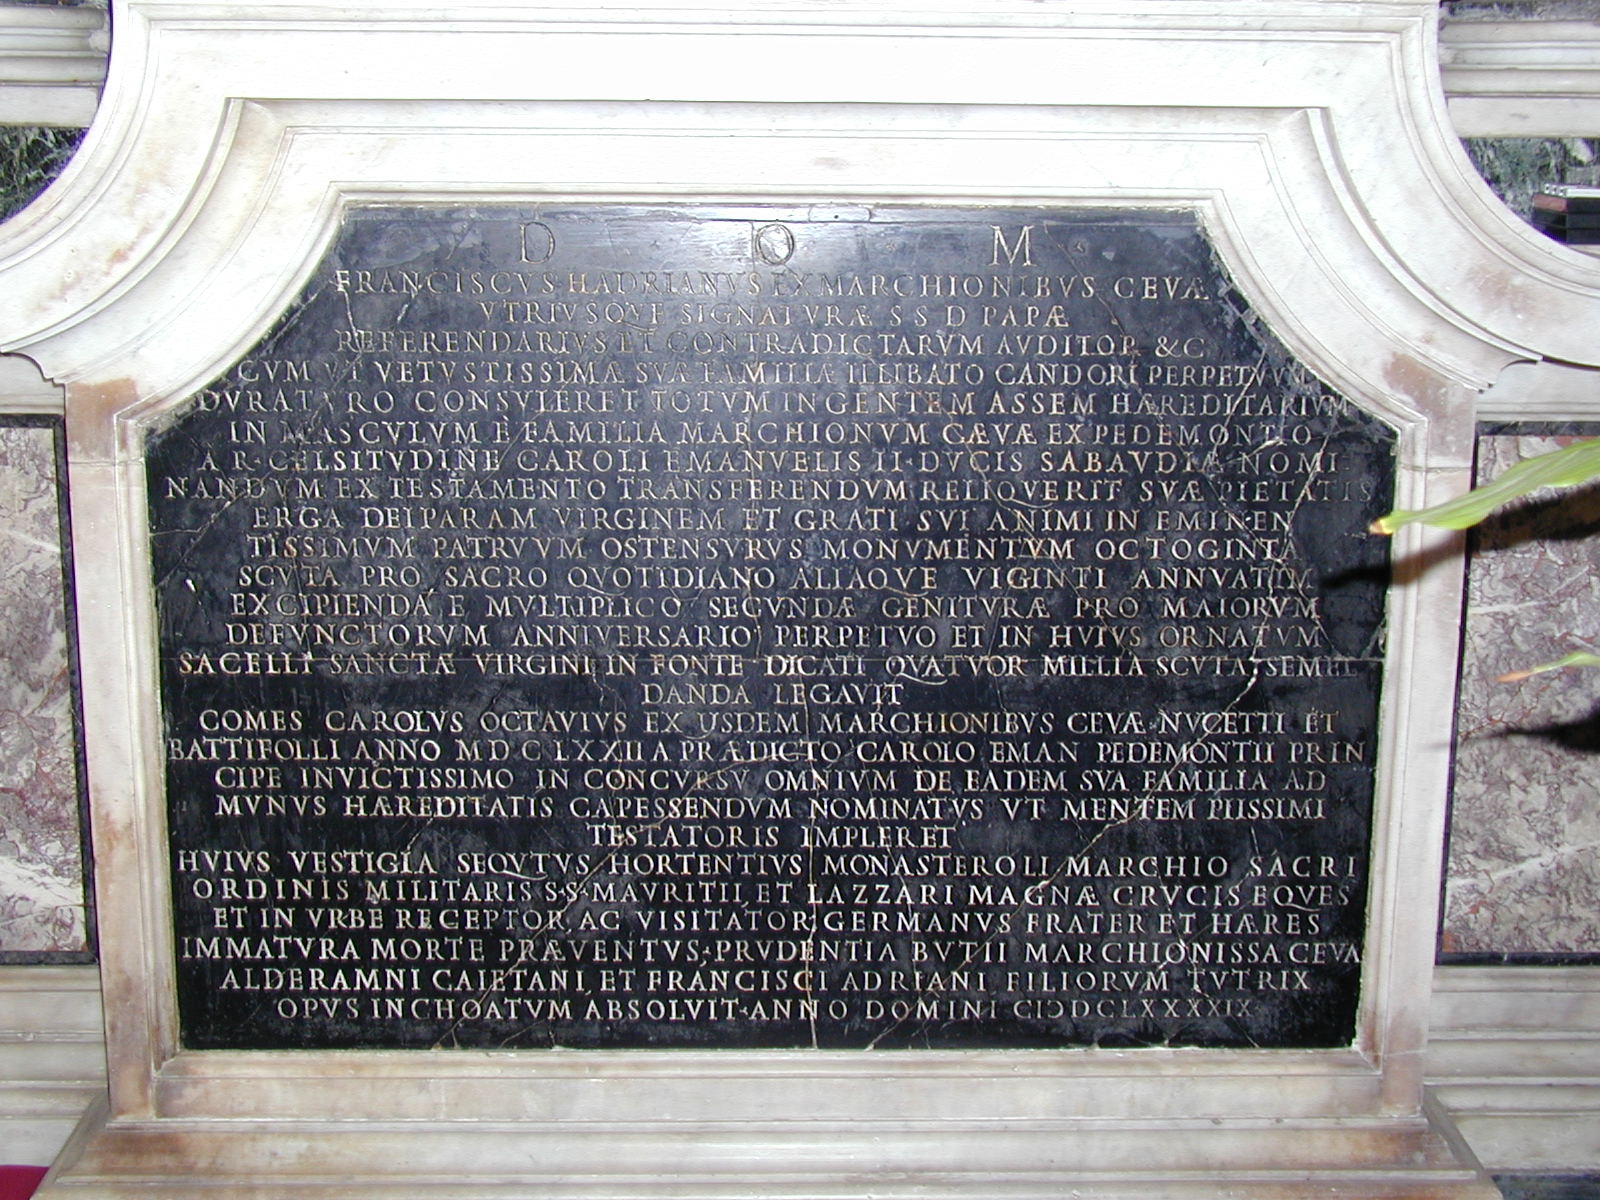 D O M
FRANCISCVS HADRIANVS EX MARCHIONIBVS CEVÆ
VTRIVSQVE SIGNATVRÆ S S D PAPÆ
REFERENDARIVS ET CONTRADICTARVM AVDITOR &C
CVM VT VETVSTISSIMÆ SVÆ FAMILIÆ ILLIBATO CANDORI PERPETVVM
DVRATVRO CONSVLERET TOTVM INGENTEM ASSEM HÆREDITARIVM
IN MASCVLVM E FAMILIA MARCHIONVM CÆVÆ EX PEDEMONTIO
A R·CELSITVDINE CAROLI EMANVELIS II·DVCIS SABAVDIÆ NOMI
NANDVM EX TESTAMENTO TRANSFERENDVM RELIQVERIT SVÆ PIETATIS
ERGA DEIPARAM VIRGINEM ET GRATI SVI ANIMI IN EMINEN
TISSIMVM PATRVVM OSTENSVRVS MONVMENTVM OCTOGINTA
SCVTA PRO SACRO QVOTIDIANO ALIAQVE VIGINTI ANNVATIM
EXCIPIENDA E MVLTIPLICO SECVNDÆ GENITVRÆ PRO MAIORVM
DEFVNCTORVM ANNIVERSARIO PERPETVO ET IN HVIVS ORNATVM
SACELLI SANCTÆ VIRGINI IN FONTE DICATI QVATVOR MILLIA SCVTA SEMEL
DANDA LEGAVIT
COMES CAROLVS OCTAVIVS EX IISDEM MARCHIONIBVS CEVÆ NVCETTI ET
BATTIFOLLI ANNO M D C LXXIII A PRÆDICTO CAROLO EMAN PEDEMONTII PRIN
CIPE INVICTISSIMO IN CONCVRSV OMNIVM DE EADEM SVA FAMILIA AD
MVNVS HÆREDITATIS CAPESSENDVM NOMINATVS VT MENTEM PIISSIMI
TESTATORIS IMPLERET
HVIVS VESTIGIA SEQVTVS HORTENTIVS MONASTEROLI MARCHIO SACRI
ORDINIS MILITARIS S·S·MAVRITII ET LAZZARI MAGNÆ CRVCIS EQVES
ET IN VRBE RECEPTOR AC VISITATOR GERMANVS FRATER ET HÆRES
IMMATVRA MORTE PRÆVENTVS·PRVDENTIA BVTII MARCHIONISSA CEVA
ALDERAMNI CAIETANI ET FRANCISCI ADRIANI FILIORVM TVTRIX
OPVS INCHOATVM ABSOLVIT·ANNO DOMINI CIƆDCLXXXXIX